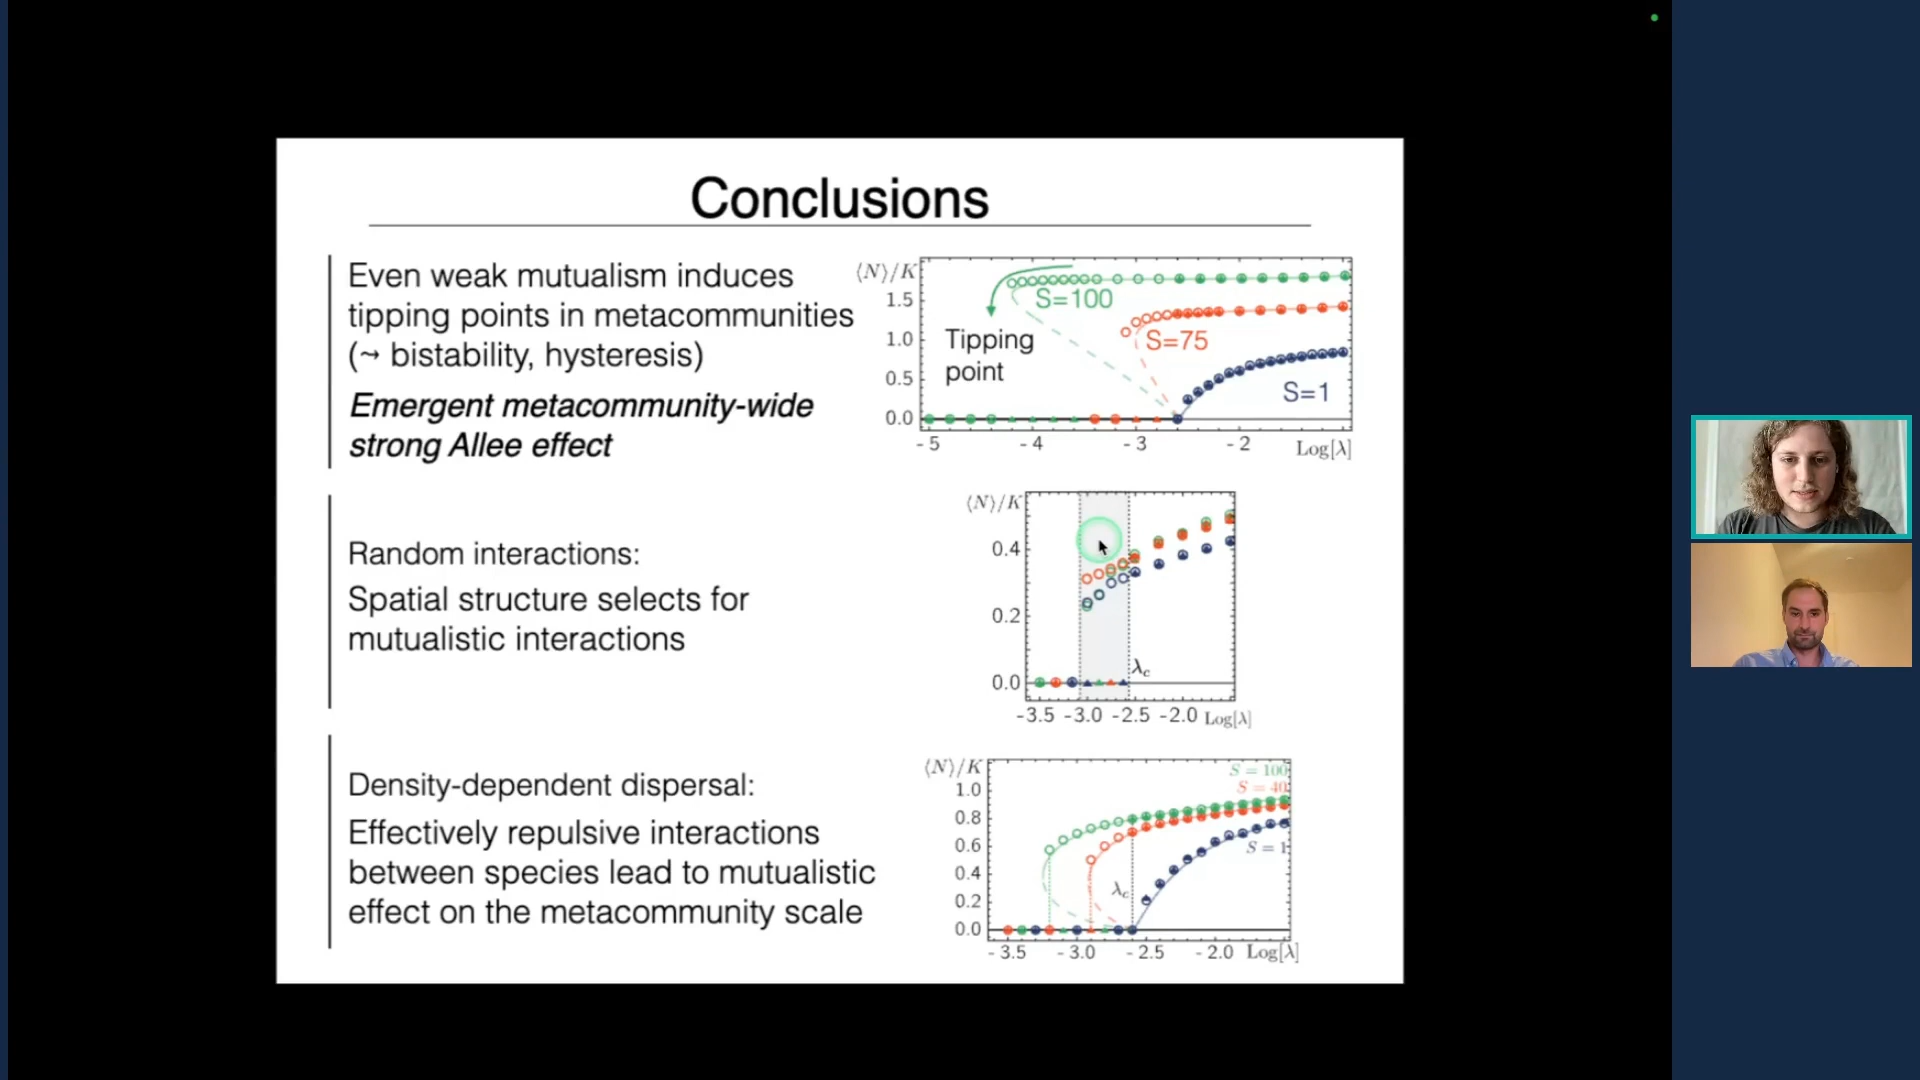 Conclusions
Even weak mutualism induces
tipping points in metacommunities
(⤳ bistability, hysteresis)
Emergent metacommunity-wide
strong Allee effect
⟨N⟩/K
1.5
1.0
0.5
0.0
S=100
S=75
S=1
Tipping
point
-5 -4 -3 -2 Log[λ]
Random interactions:
Spatial structure selects for
mutualistic interactions
⟨N⟩/K
0.4
0.2
0.0
λc
-3.5 -3.0 -2.5 -2.0 Log[λ]
Density-dependent dispersal:
Effectively repulsive interactions
between species lead to mutualistic
effect on the metacommunity scale
⟨N⟩/K
1.0
0.8
0.6
0.4
0.2
0.0
S = 100
S = 40
S = 1
λc
-3.5 -3.0 -2.5 -2.0 Log[λ]